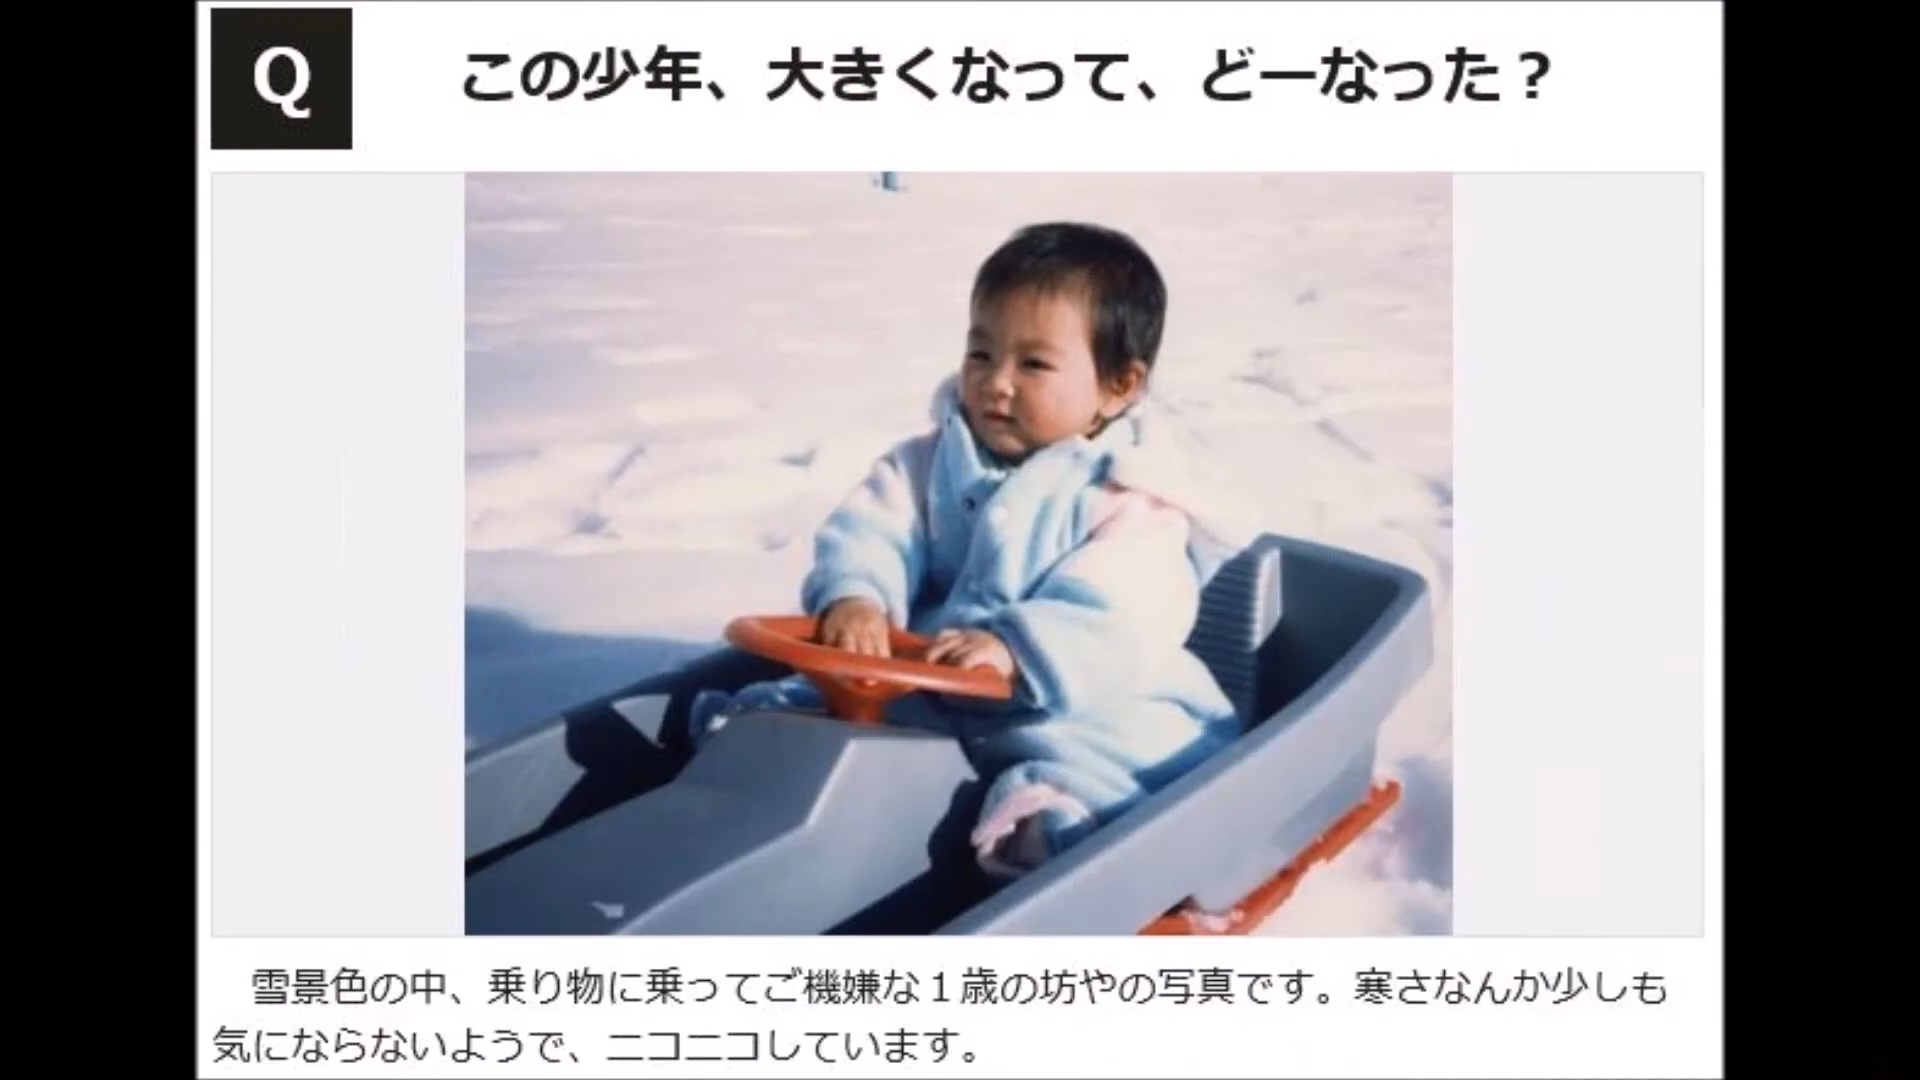 Q
この少年、大きくなって、どーなった？
雪景色の中、乗り物に乗ってご機嫌な１歳の坊やの写真です。寒さなんか少しも
気にならないようで、ニコニコしています。